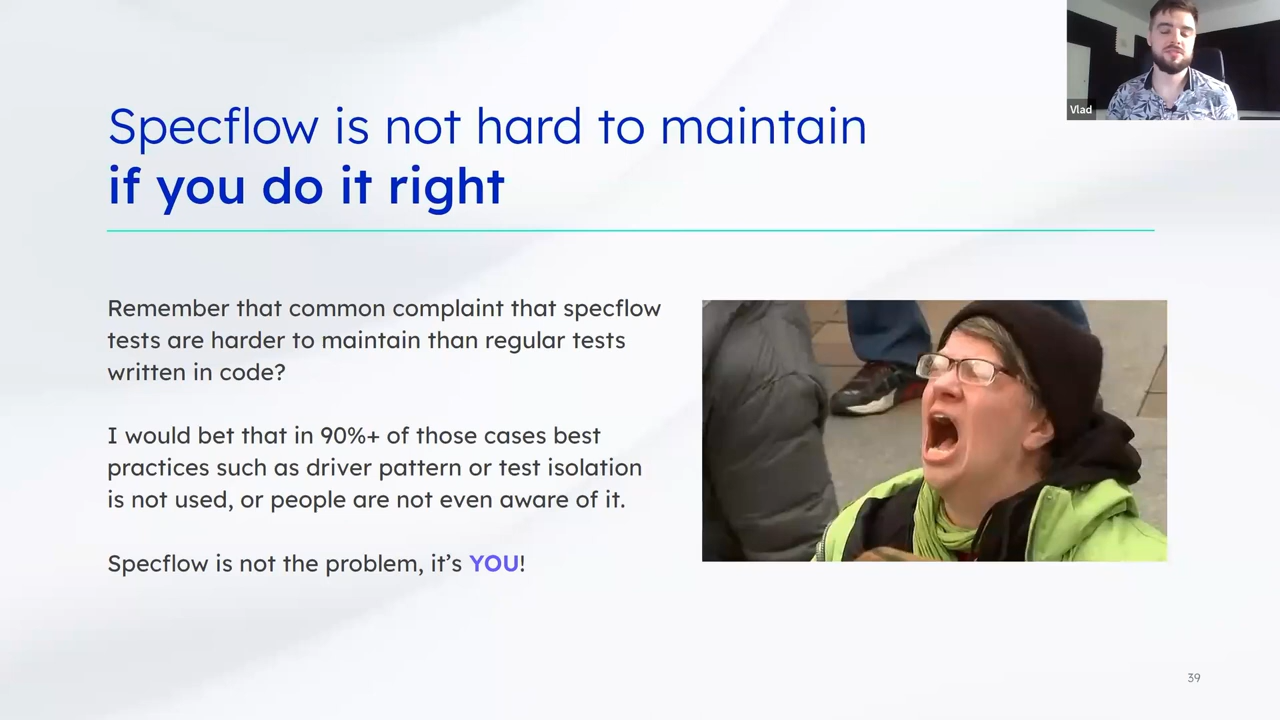 Vlad
Specflow is not hard to maintain
if you do it right
Remember that common complaint that specflow
tests are harder to maintain than regular tests
written in code?
I would bet that in 90%+ of those cases best
practices such as driver pattern or test isolation
is not used, or people are not even aware of it.
Specflow is not the problem, it’s YOU!
39